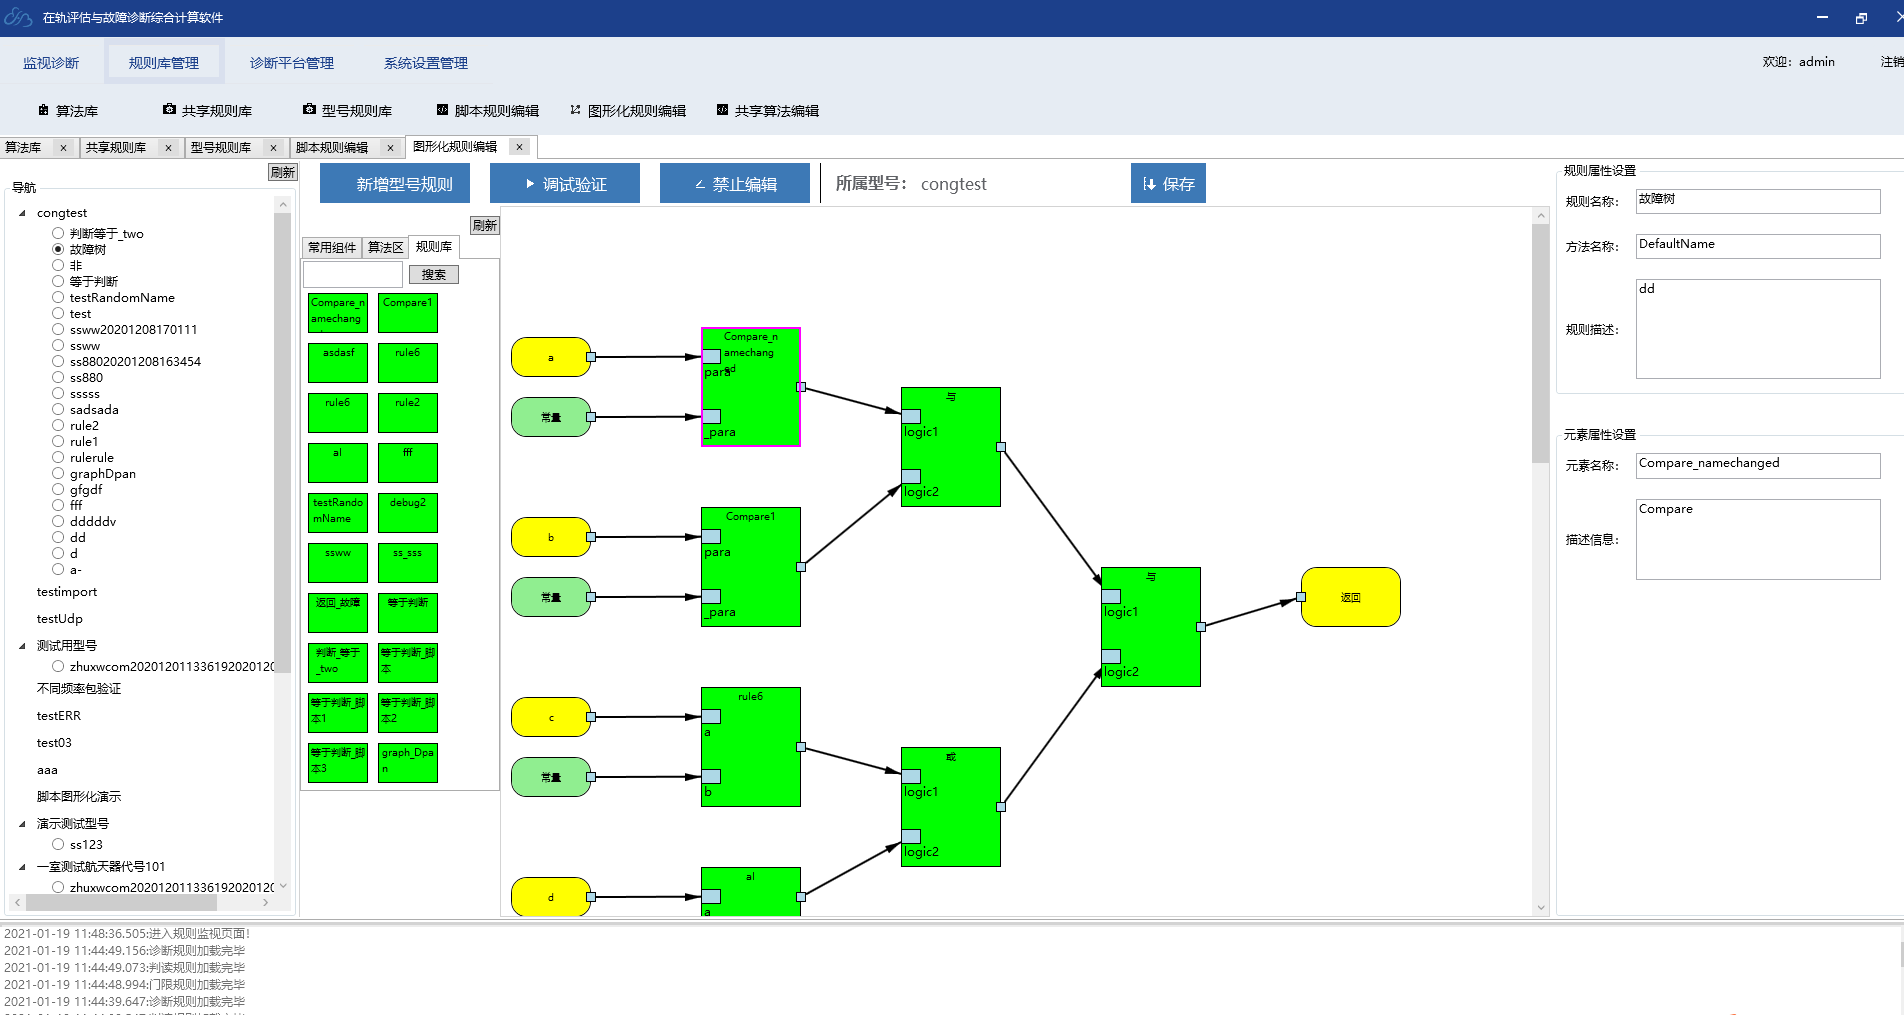 在轨评估与故障诊断综合计算软件
监视诊断
规则库管理
诊断平台管理
系统设置管理
欢迎：admin
注销
算法库
共享规则库
型号规则库
脚本规则编辑
图形化规则编辑
共享算法编辑
算法库 x
共享规则库 x
型号规则库 x
脚本规则编辑 x
图形化规则编辑 x
刷新
导航
congtest
判断等于_two
故障树
非
等于判断
testRandomName
test
ssww20201208170111
ssww
ss88020201208163454
ss880
sssss
sadsada
rule2
rule1
rulerule
graphDpan
gfgdf
fff
dddddv
dd
d
a-
testimport
testUdp
测试用型号
zhuxwcom20201201133619202012​0
不同频率包验证
testERR
test03
aaa
脚本图形化演示
演示测试型号
ss123
一室测试航天器代号101
zhuxwcom202012011336192020120
新增型号规则
调试验证
禁止编辑
所属型号：
congtest
保存
刷新
常用组件
算法区
规则库
搜索
Compare_n
amechang
Compare1
asdasf
rule6
rule6
rule2
al
fff
testRando
mName
debug2
ssww
ss_sss
返回_故障
等于判断
判断_等于
_two
等于判断_脚
本
等于判断_脚
本1
等于判断_脚
本2
等于判断_脚
本3
graph_Dpa
n
a
常量
Compare_n
amechang
ed
para
_para
b
常量
Compare1
para
_para
与
logic1
logic2
c
常量
rule6
a
b
或
logic1
logic2
d
al
a
与
logic1
logic2
返回
规则属性设置
规则名称：
故障树
方法名称：
DefaultName
规则描述：
dd
元素属性设置
元素名称：
Compare_namechanged
描述信息：
Compare
2021-01-19 11:48:36.505:进入规则监视页面！
2021-01-19 11:44:49.156:诊断规则加载完毕
2021-01-19 11:44:49.073:判读规则加载完毕
2021-01-19 11:44:48.994:门限规则加载完毕
2021-01-19 11:44:39.647:诊断规则加载完毕